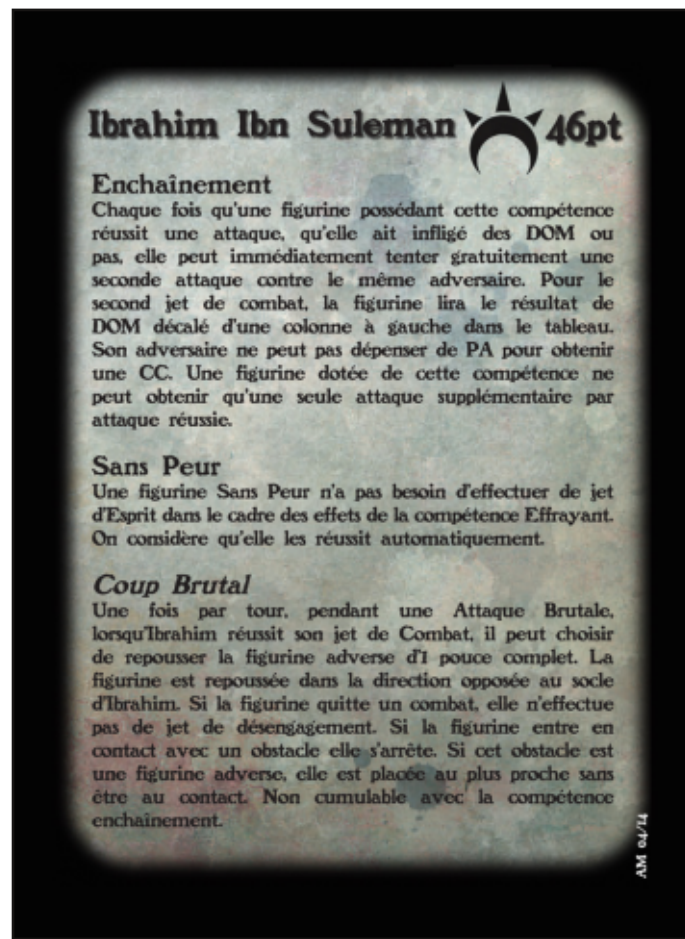 Ibrahim Ibn Suleman 46pt
Enchaînement
Chaque fois qu'une figurine possédant cette compétence
réussit une attaque, qu'elle ait infligé des DOM ou
pas, elle peut immédiatement tenter gratuitement une
seconde attaque contre le même adversaire. Pour le
second jet de combat, la figurine lira le résultat de
DOM décalé d'une colonne à gauche dans le tableau.
Son adversaire ne peut pas dépenser de PA pour obtenir
une CC. Une figurine dotée de cette compétence ne
peut obtenir qu'une seule attaque supplémentaire par
attaque réussie.
Sans Peur
Une figurine Sans Peur n'a pas besoin d'effectuer de jet
d'Esprit dans le cadre des effets de la compétence Effrayant.
On considère qu'elle les réussit automatiquement.
Coup Brutal
Une fois par tour, pendant une Attaque Brutale,
lorsqu'Ibrahim réussit son jet de Combat, il peut choisir
de repousser la figurine adverse d'1 pouce complet. La
figurine est repoussée dans la direction opposée au socle
d'Ibrahim. Si la figurine quitte un combat, elle n'effectue
pas de jet de désengagement. Si la figurine entre en
contact avec un obstacle elle s'arrête. Si cet obstacle est
une figurine adverse, elle est placée au plus proche sans
être au contact. Non cumulable avec la compétence
enchaînement.
AM 04/14